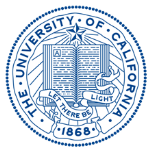 THE UNIVERSITY OF CALIFORNIA
LET THERE BE
LIGHT
1868